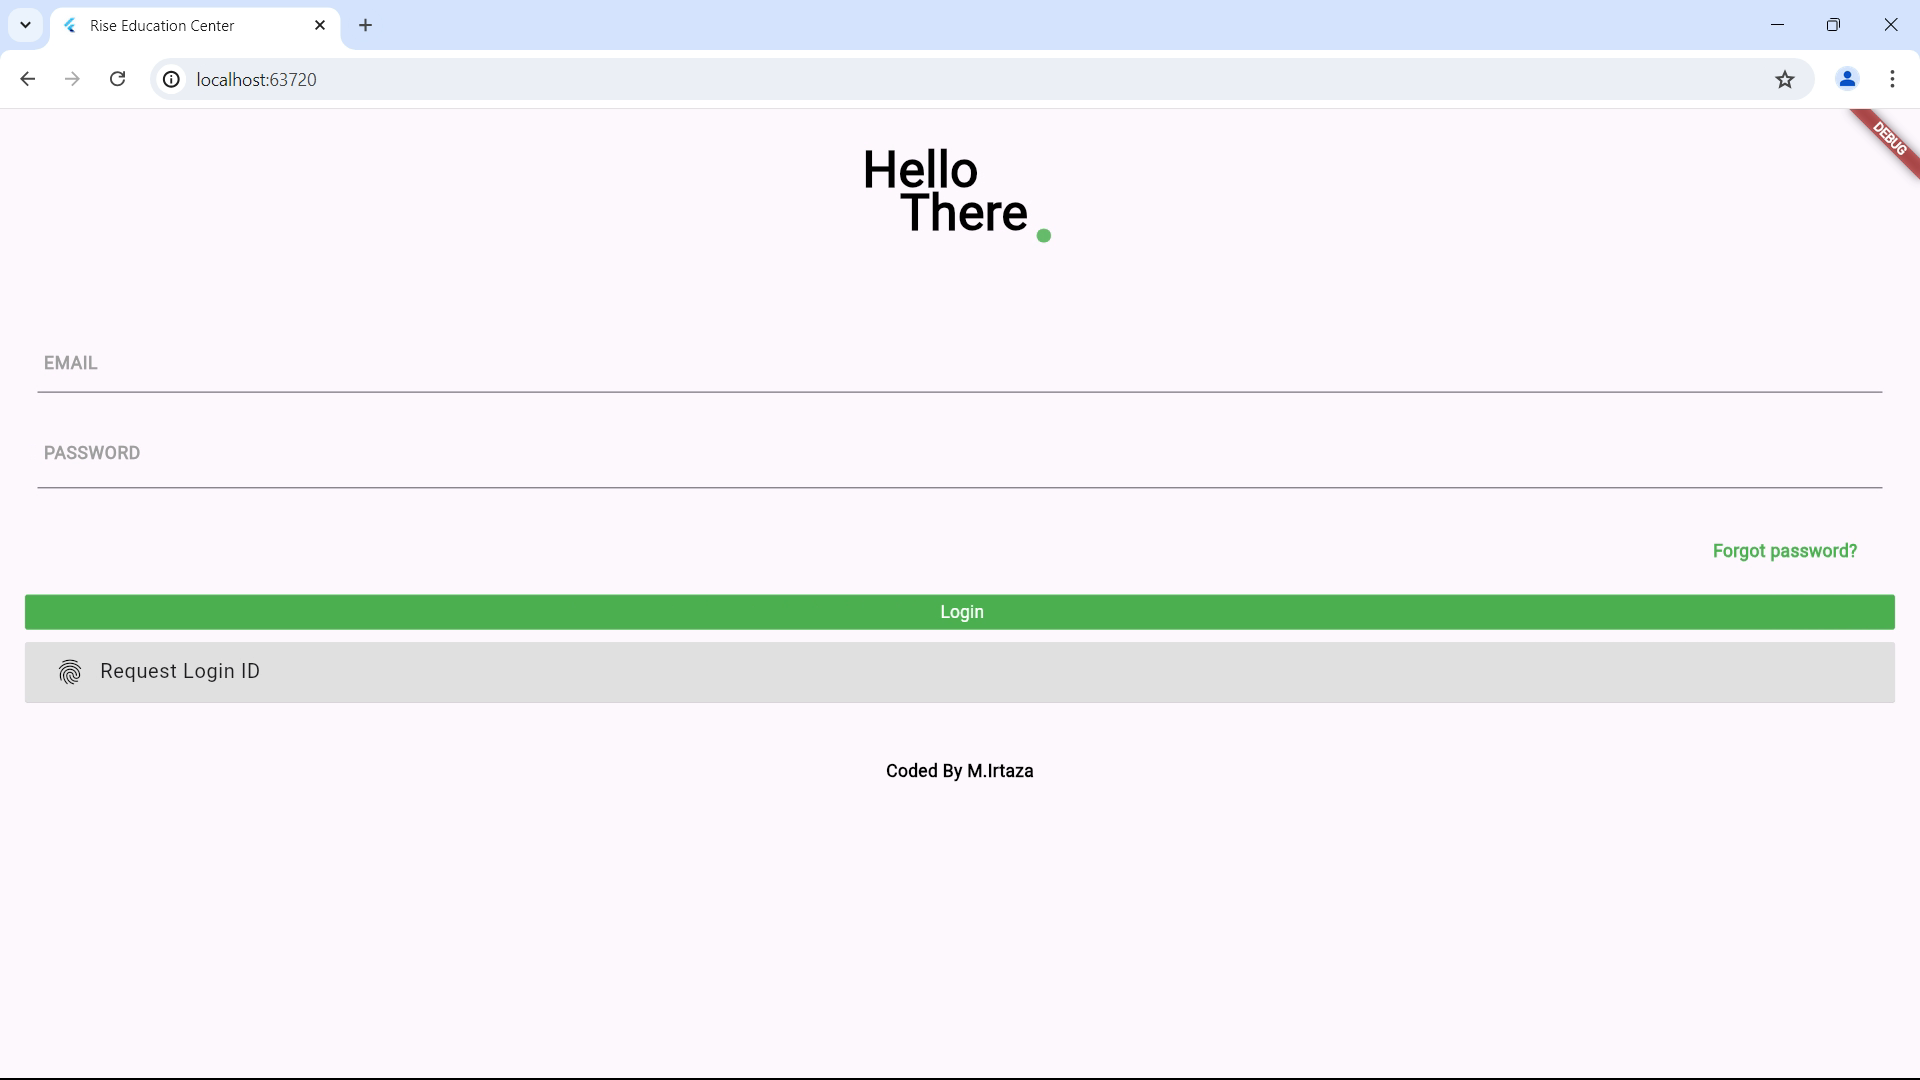 Rise Education Center
localhost:63720
DEBUG
Hello
There
EMAIL
PASSWORD
Forgot password?
Login
Request Login ID
Coded By M.Irtaza